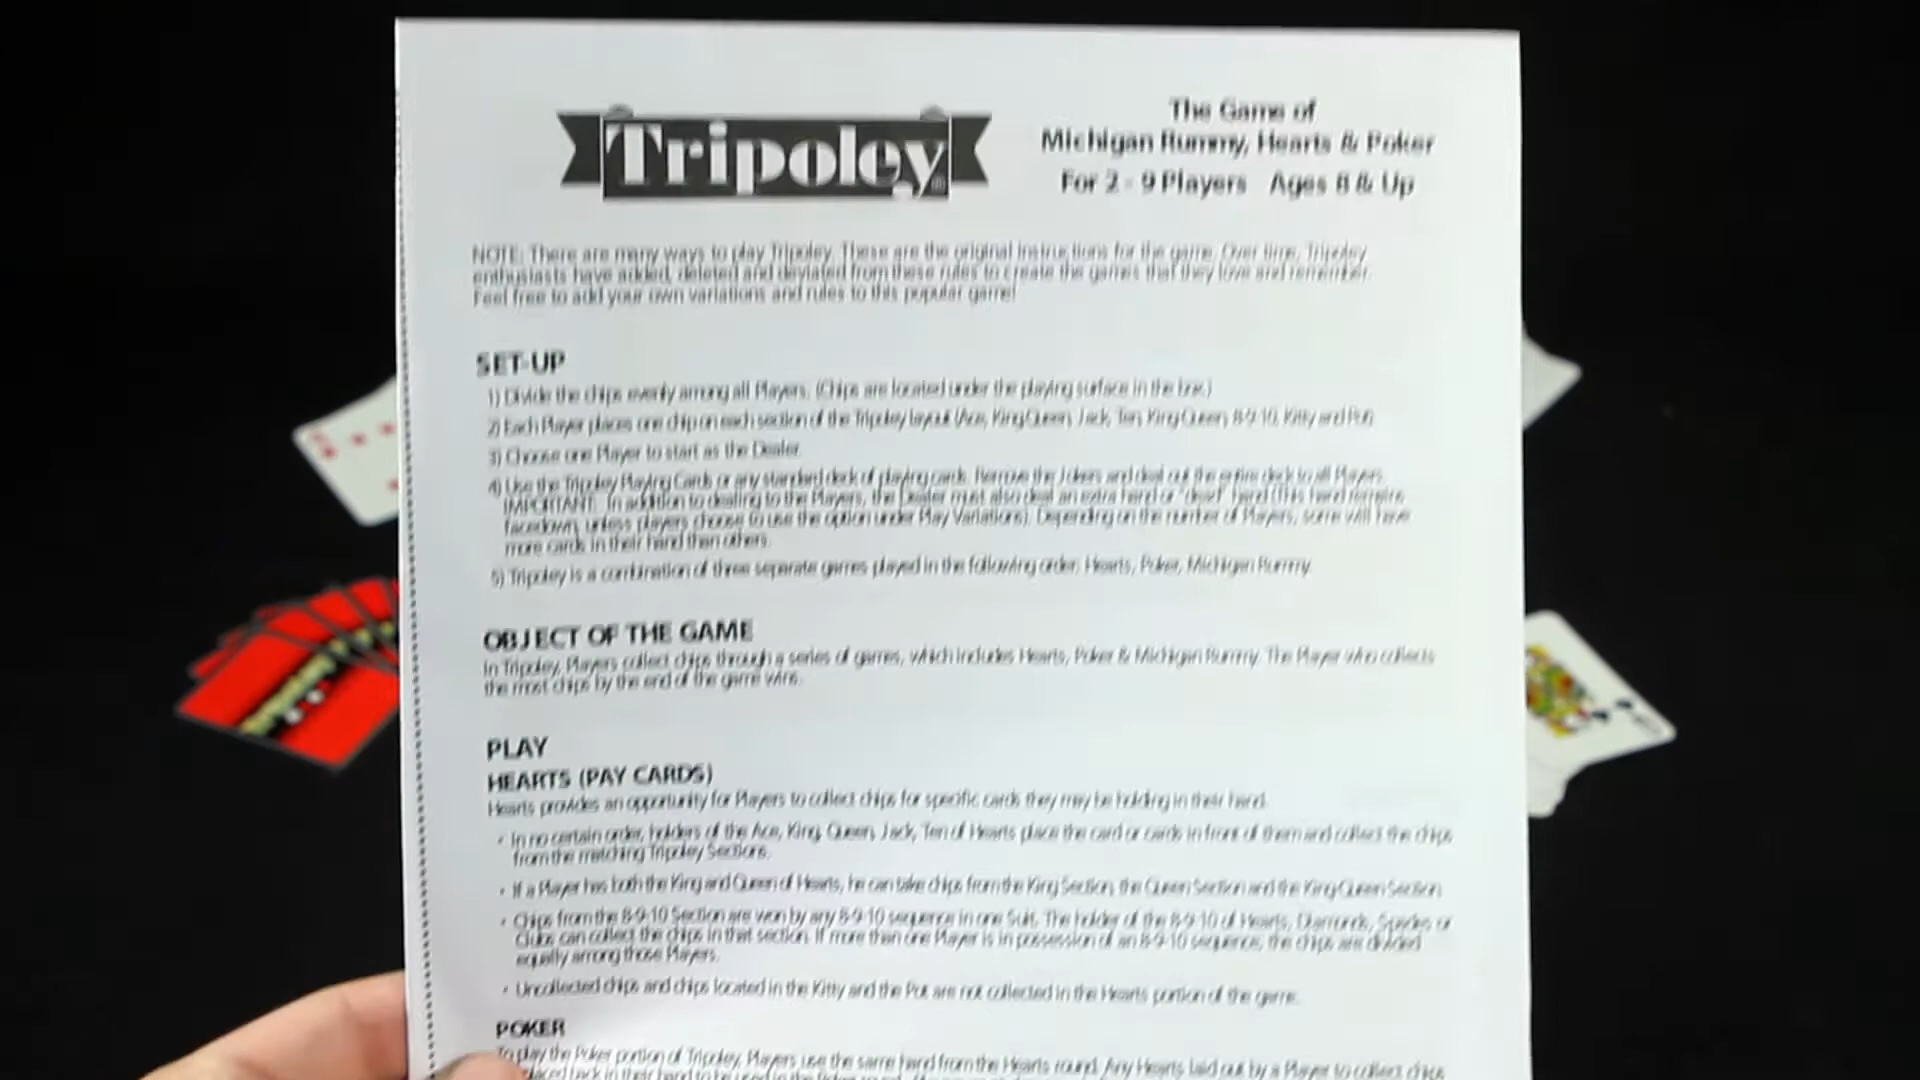 Tripoley
The Game of
Michigan Rummy, Hearts & Poker
For 2 - 9 Players Ages 8 & Up
NOTE: There are many ways to play Tripoley. These are the original instructions for the game. Over time, Tripoley
enthusiasts have added, deleted and deviated from these rules to create the games that they love and remember.
Feel free to add your own variations and rules to this popular game!
SET-UP
1) Divide the chips evenly among all Players. (Chips are located under the playing surface in the box.)
2) Each Player places one chip on each section of the Tripoley layout (Ace, King, Queen, Jack, Ten, King Queen, 8-9-10, Kitty and Pot)
3) Choose one Player to start as the Dealer.
4) Use the Tripoley Playing Cards or any standard deck of playing cards. Remove the Jokers and deal out the entire deck to all Players.
IMPORTANT: In addition to dealing to the Players, the Dealer must also deal an extra hand or "dead" hand (This hand remains
facedown, unless players choose to use the option under Play Variations). Depending on the number of Players, some will have
more cards in their hand than others.
5) Tripoley is a combination of three separate games played in the following order: Hearts, Poker, Michigan Rummy.
OBJECT OF THE GAME
In Tripoley, Players collect chips through a series of games, which includes Hearts, Poker & Michigan Rummy. The Player who collects
the most chips by the end of the game wins.
PLAY
HEARTS (PAY CARDS)
Hearts provides an opportunity for Players to collect chips for specific cards they may be holding in their hand.
• In no certain order, holders of the Ace, King, Queen, Jack, Ten of Hearts place the card or cards in front of them and collect the chips
from the matching Tripoley Sections.
• If a Player has both the King and Queen of Hearts, he can take chips from the King Section, the Queen Section and the King Queen Section.
• Chips from the 8-9-10 Section are won by any 8-9-10 sequence in one Suit. The holder of the 8-9-10 of Hearts, Diamonds, Spades or
Clubs can collect the chips in that section. If more than one Player is in possession of an 8-9-10 sequence, the chips are divided
equally among those Players.
• Uncollected chips and chips located in the Kitty and the Pot are not collected in the Hearts portion of the game.
POKER
To play the Poker portion of Tripoley, Players use the same hand from the Hearts round. Any Hearts laid out by a Player to collect chips